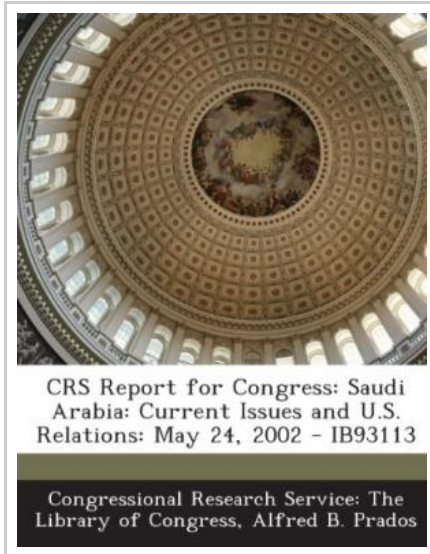 CRS Report for Congress: Saudi
Arabia: Current Issues and U.S.
Relations: May 24, 2002 - IB93113
Congressional Research Service: The
Library of Congress, Alfred B. Prados